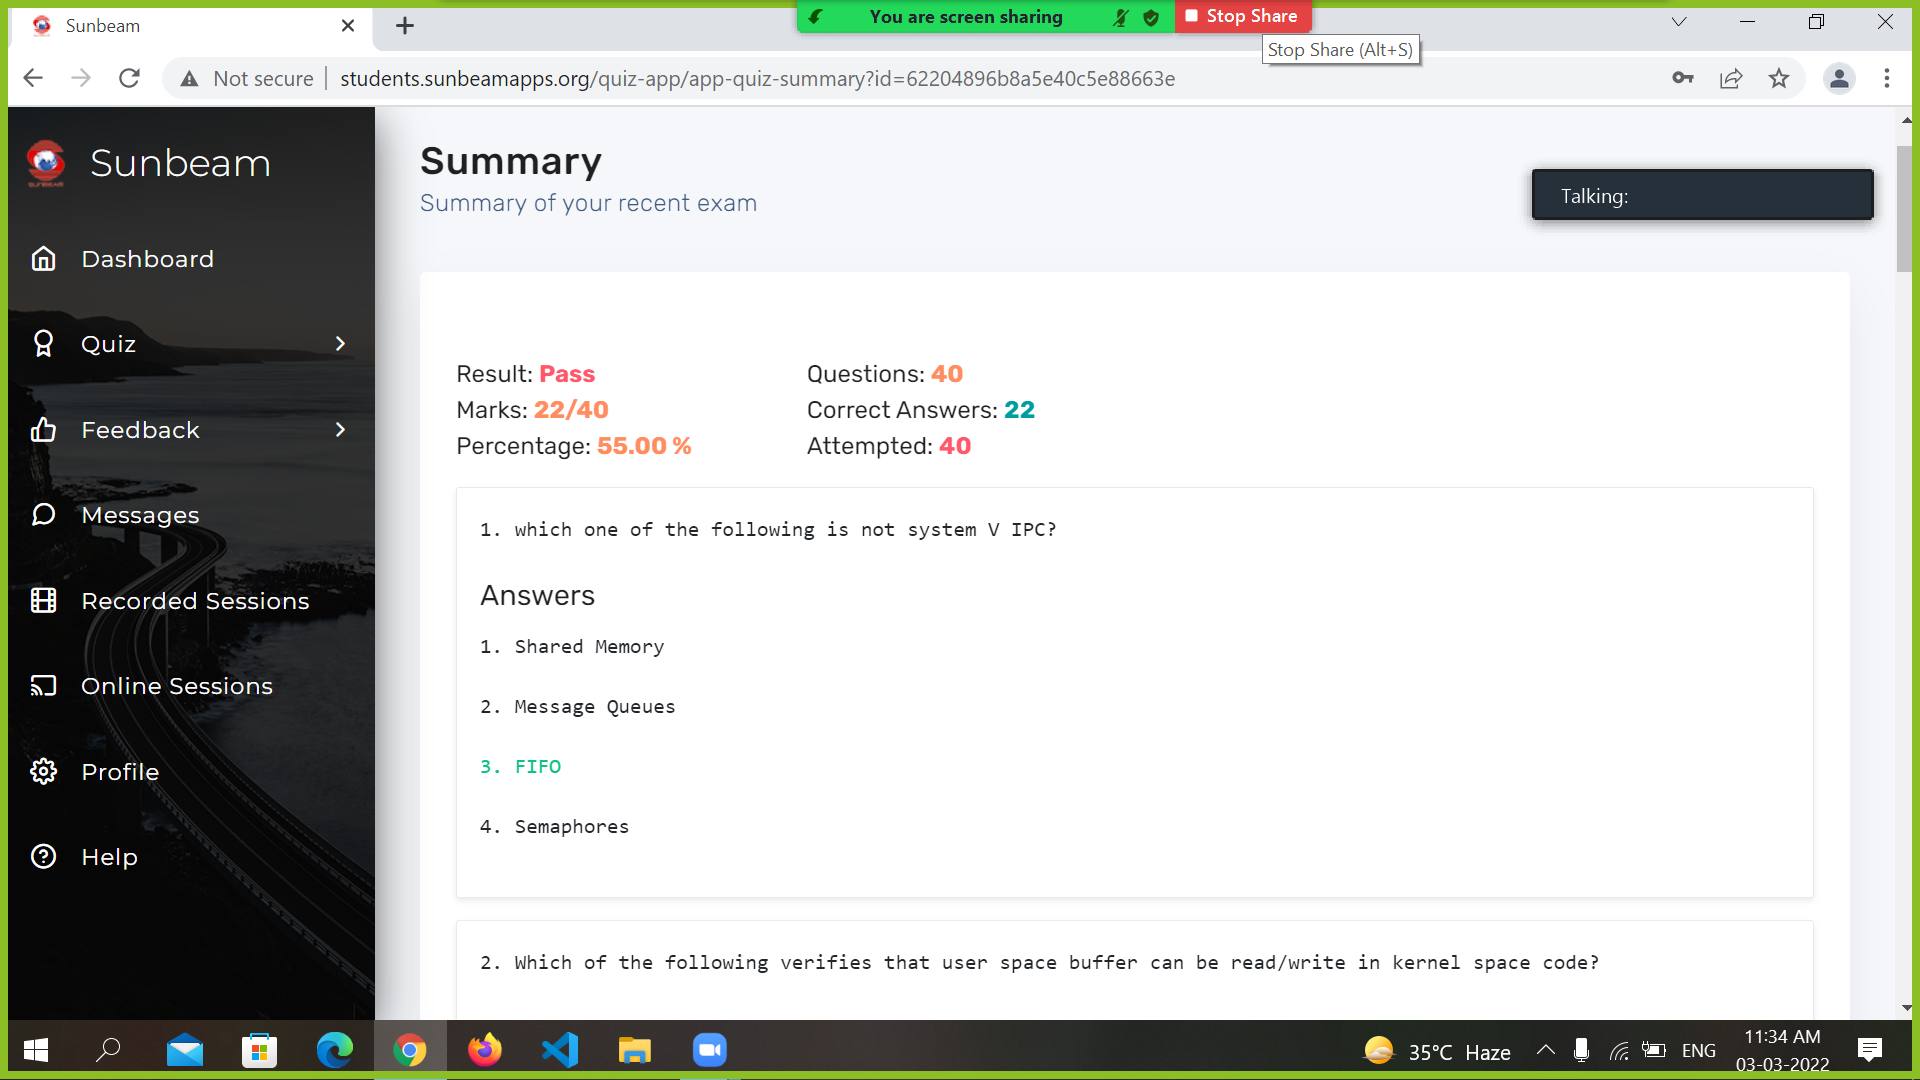 Sunbeam
You are screen sharing
Stop Share
Stop Share (Alt+S)
Not secure
students.sunbeamapps.org/quiz-app/app-quiz-summary?id=62204896b8a5e40c5e88663e
SUNBEAM
Sunbeam
Dashboard
Quiz
Feedback
Messages
Recorded Sessions
Online Sessions
Profile
Help
Summary
Summary of your recent exam
Talking:
Result: Pass
Marks: 22/40
Percentage: 55.00 %
Questions: 40
Correct Answers: 22
Attempted: 40
1. which one of the following is not system V IPC?
Answers
1. Shared Memory
2. Message Queues
3. FIFO
4. Semaphores
2. Which of the following verifies that user space buffer can be read/write in kernel space code?
35°C Haze
ENG
11:34 AM
03-03-2022